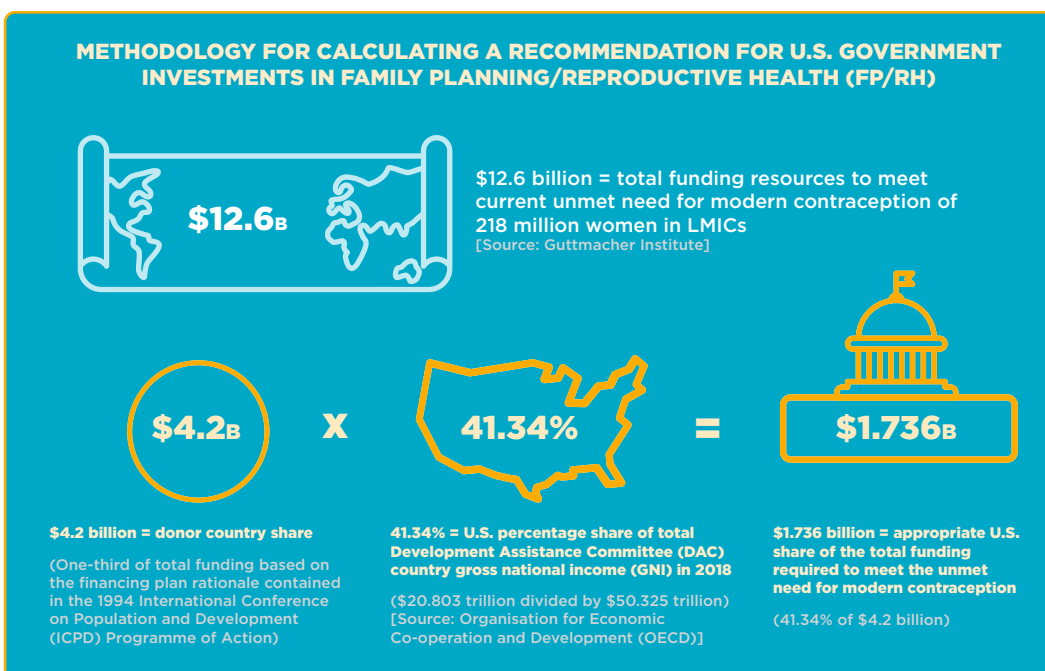 METHODOLOGY FOR CALCULATING A RECOMMENDATION FOR U.S. GOVERNMENT
INVESTMENTS IN FAMILY PLANNING/REPRODUCTIVE HEALTH (FP/RH)
$12.6B
$12.6 billion = total funding resources to meet
current unmet need for modern contraception of
218 million women in LMICs
[Source: Guttmacher Institute]
$4.2B
x
41.34%
=
$1.736B
$4.2 billion = donor country share
(One-third of total funding based on
the financing plan rationale contained
in the 1994 International Conference
on Population and Development
(ICPD) Programme of Action)
41.34% = U.S. percentage share of total
Development Assistance Committee (DAC)
country gross national income (GNI) in 2018
($20.803 trillion divided by $50.325 trillion)
[Source: Organisation for Economic
Co-operation and Development (OECD)]
$1.736 billion = appropriate U.S.
share of the total funding
required to meet the unmet
need for modern contraception
(41.34% of $4.2 billion)